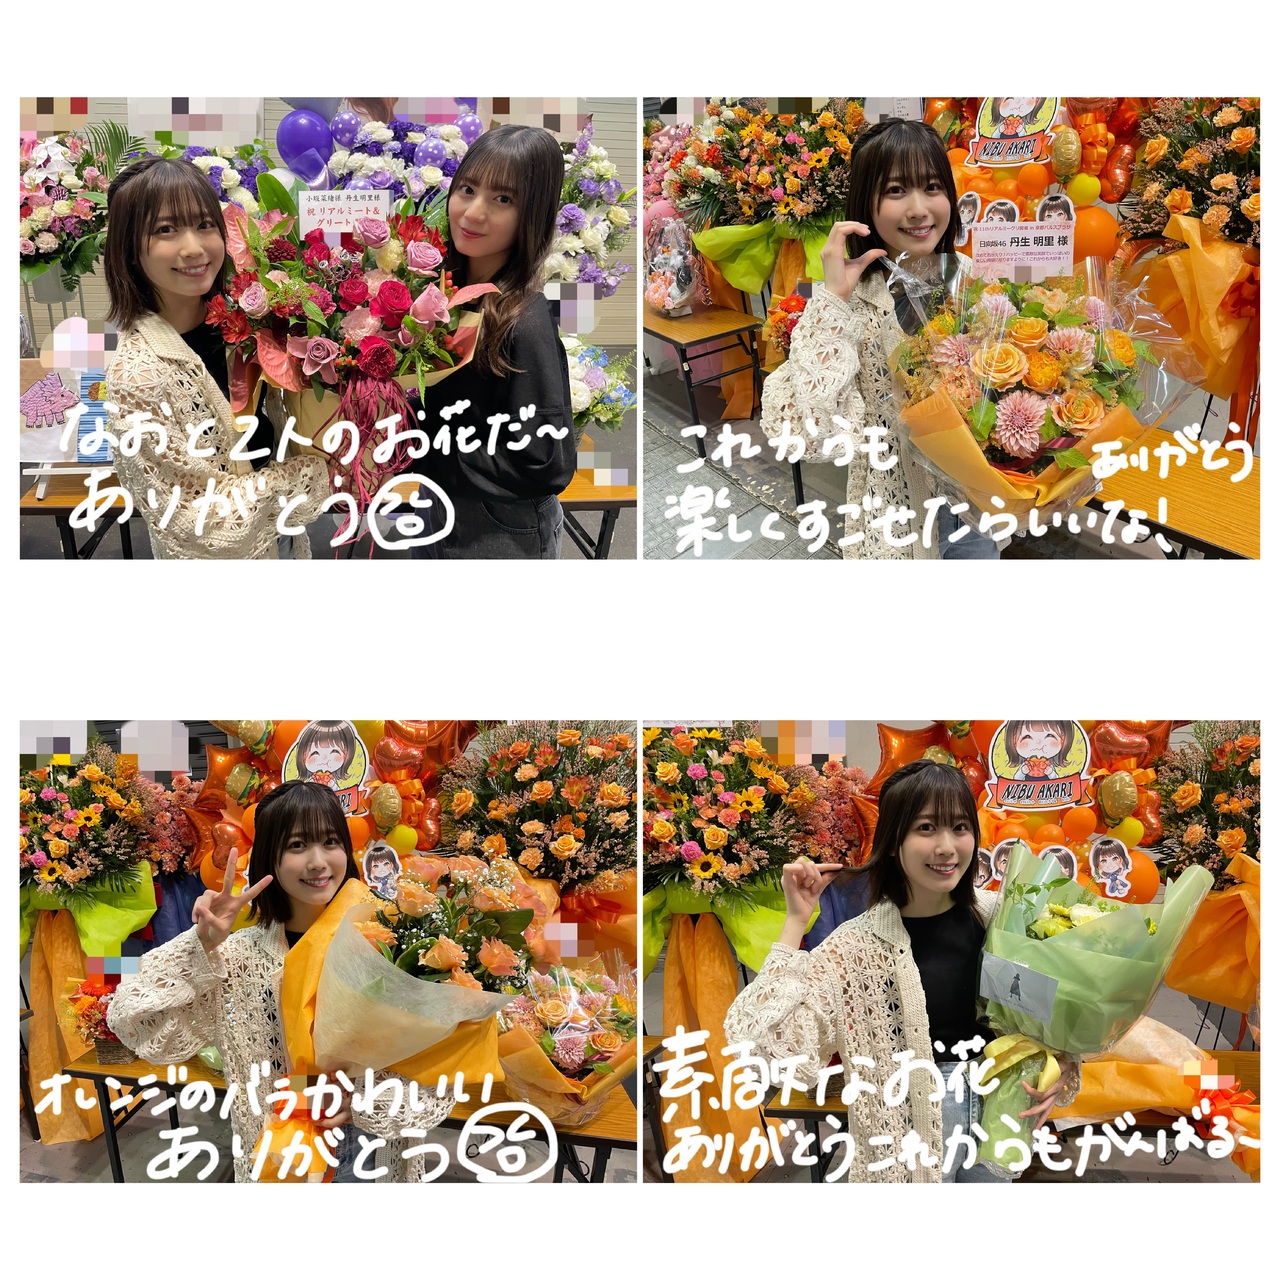 小坂菜緒様 丹生明里様
祝 リアルミート&
グリート
なおと2人のお花だ〜
ありがとう
NIBU AKARI
日向坂46 丹生 明里 様
これからも
ありがとう
楽しくすごせたらいいな!
NIBU AKARI
オレンジのバラかわいい
ありがとう
NIBU AKARI
素敵なお花
ありがとうこれからもがんばる〜